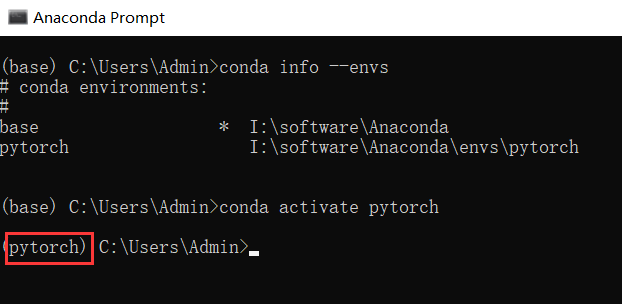 Anaconda Prompt
(base) C:\Users\Admin>conda info --envs
# conda environments:
#
base                  *  I:\software\Anaconda
pytorch                  I:\software\Anaconda\envs\pytorch
(base) C:\Users\Admin>conda activate pytorch
(pytorch) C:\Users\Admin>